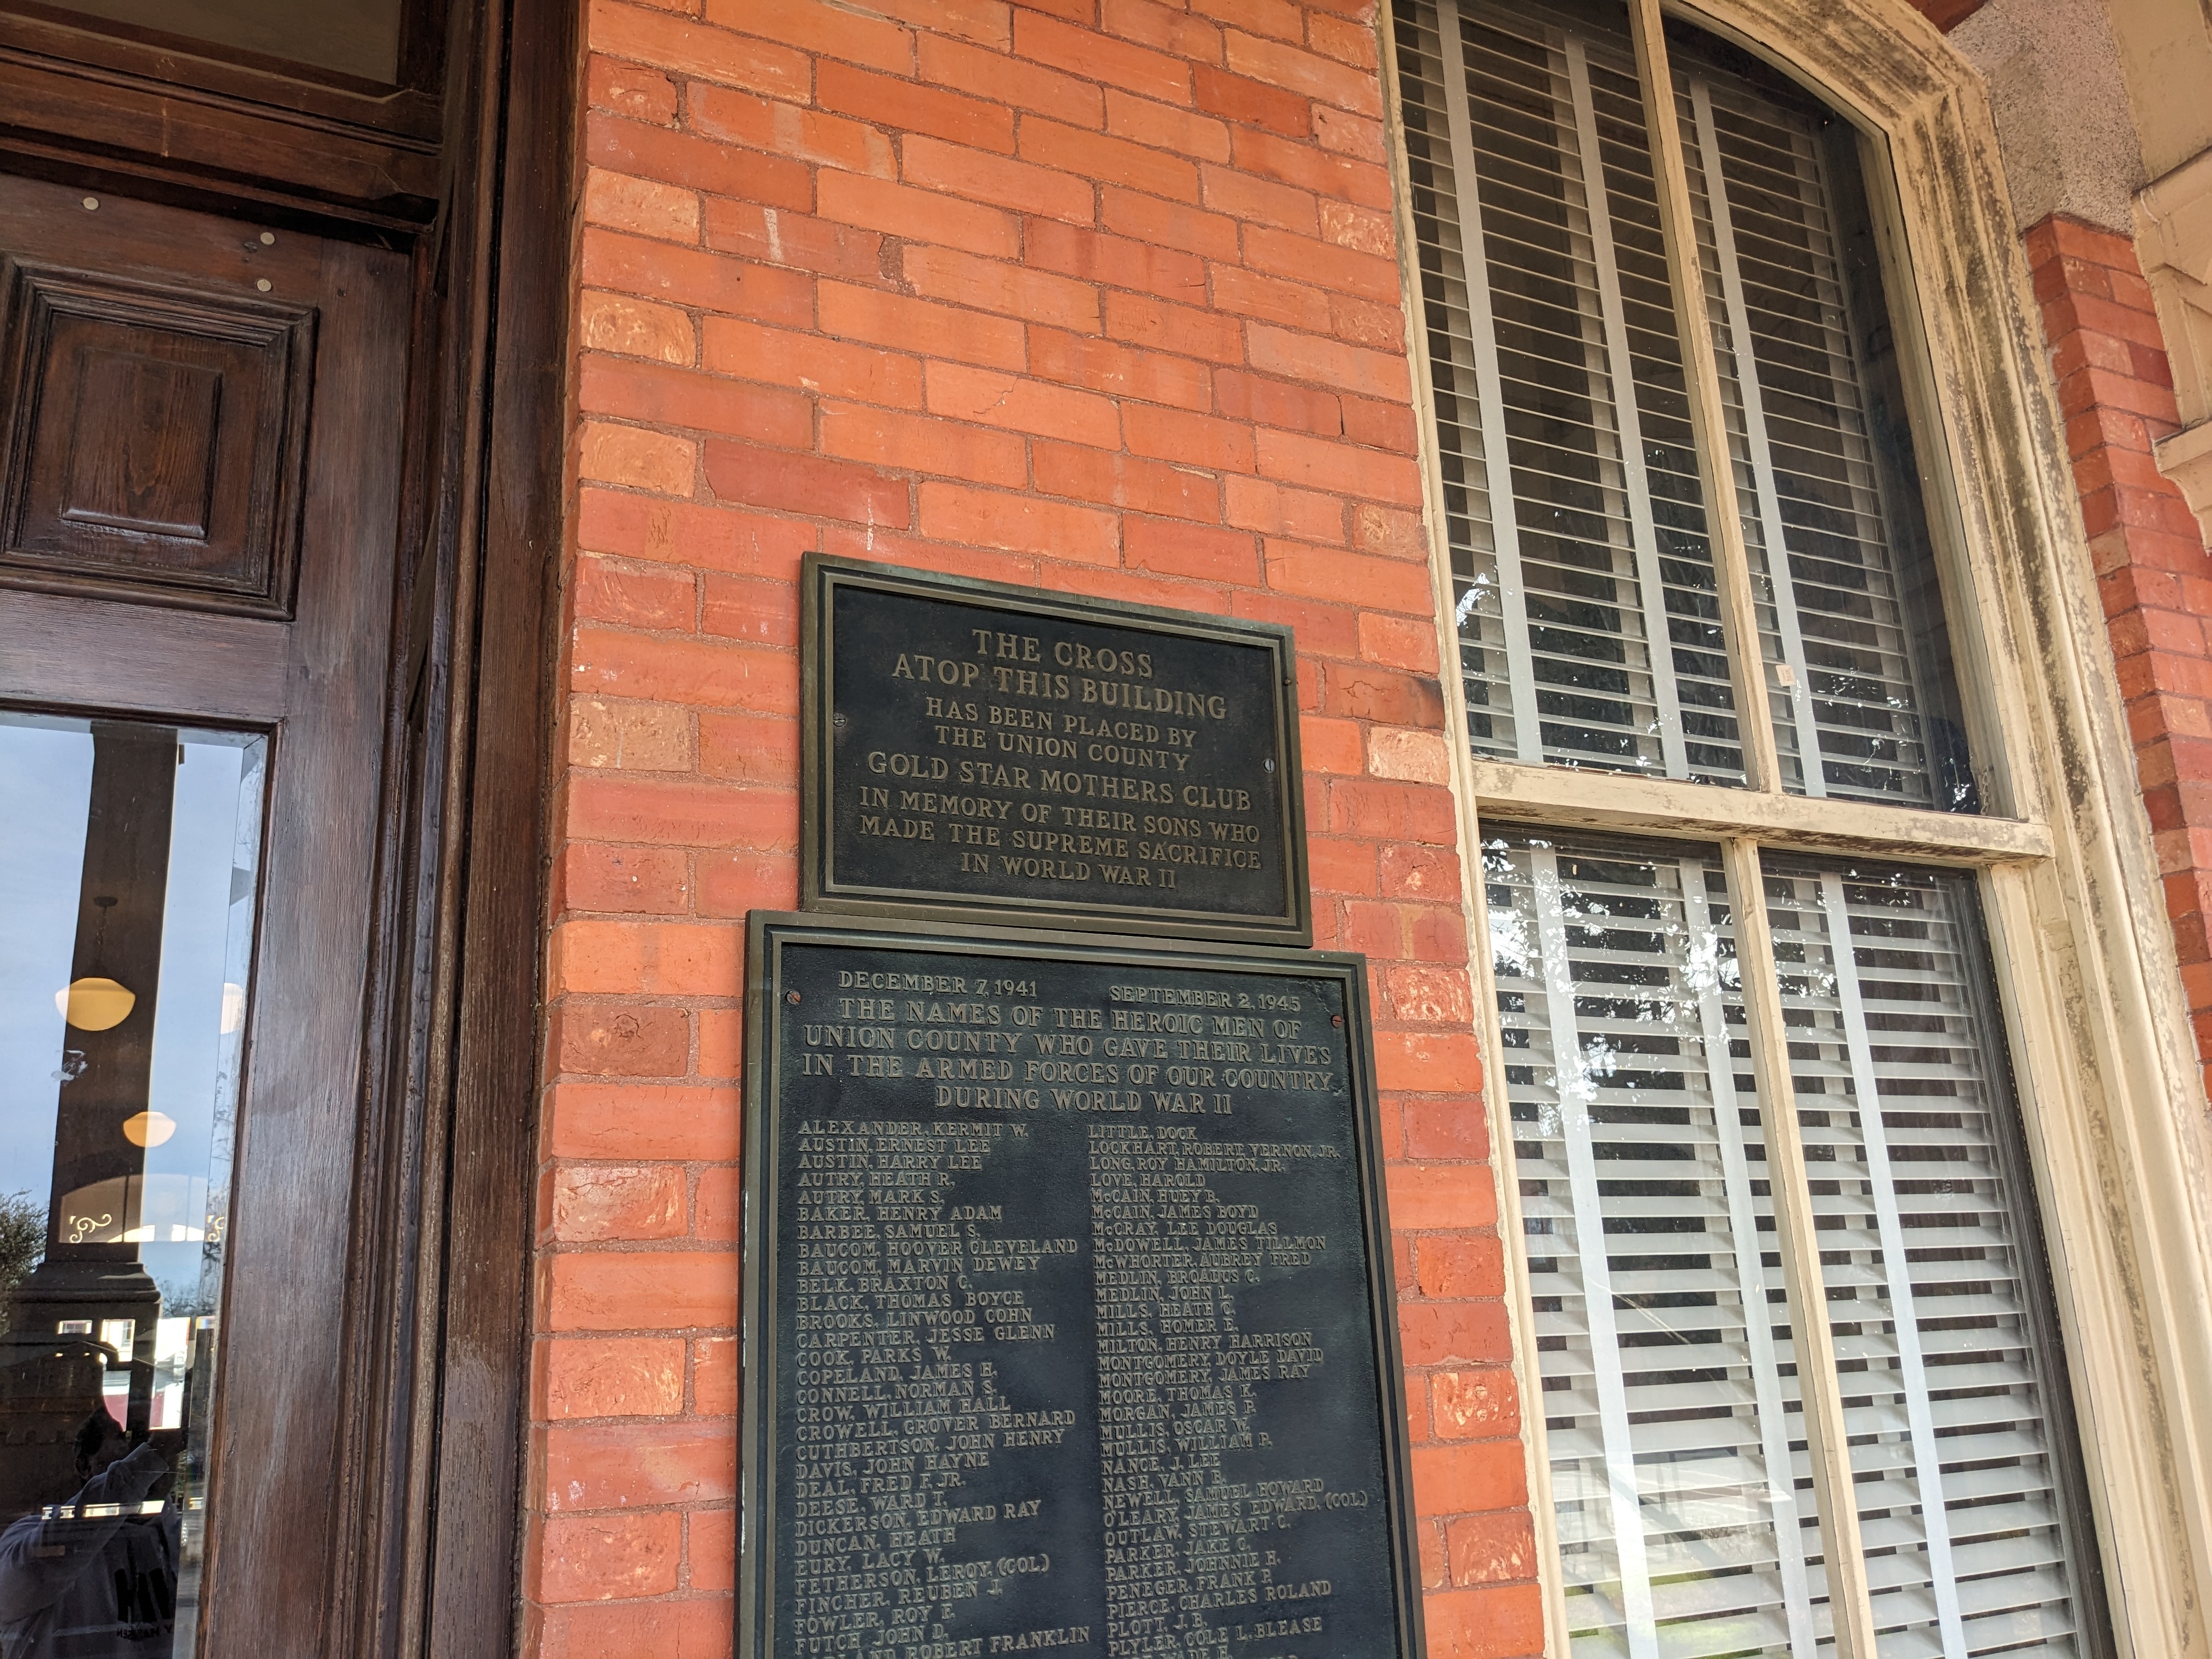 THE CROSS
ATOP THIS BUILDING
HAS BEEN PLACED BY
THE UNION COUNTY
GOLD STAR MOTHERS CLUB
IN MEMORY OF THEIR SONS WHO
MADE THE SUPREME SACRIFICE
IN WORLD WAR II
DECEMBER 7, 1941 SEPTEMBER 2, 1945
THE NAMES OF THE HEROIC MEN OF
UNION COUNTY WHO GAVE THEIR LIVES
IN THE ARMED FORCES OF OUR COUNTRY
DURING WORLD WAR II
ALEXANDER, KERMIT W.
AUSTIN, ERNEST LEE
AUSTIN, HARRY LEE
AUTRY, HEATH R.
AUTRY, MARK S.
BAKER, HENRY ADAM
BARBEE, SAMUEL S.
BAUCOM, HOOVER CLEVELAND
BAUCOM, MARVIN DEWEY
BELK, BRAXTON C.
BLACK, THOMAS BOYCE
BROOKS, LINWOOD COHN
CARPENTER, JESSE GLENN
COOK, PARKS W.
COPELAND, JAMES H.
CONNELL, NORMAN S.
CROW, WILLIAM HALL
CROWELL, GROVER BERNARD
CUTHBERTSON, JOHN HENRY
DAVIS, JOHN HAYNE
DEAL, FRED F, JR.
DEESE, WARD T.
DICKERSON, EDWARD RAY
DUNCAN, HEATH
EURY, LACY W.
FETHERSON, LEROY, (COL)
FINCHER, REUBEN J.
FOWLER, ROY E.
FUTCH JOHN D.
ROBERT FRANKLIN
LITTLE, DOCK
LOCKHART, ROBERT VERNON, JR.
LONG, ROY HAMILTON, JR.
LOVE, HAROLD
McCAIN, HUEY B.
McCAIN, JAMES BOYD
McCRAY, LEE DOUGLAS
McDOWELL, JAMES TILLMON
McWHORTER, AUBREY FRED
MEDLIN, BROADUS C.
MEDLIN, JOHN L.
MILLS, HEATH C.
MILLS, HOMER E.
MILTON, HENRY HARRISON
MONTGOMERY, DOYLE DAVID
MONTGOMERY, JAMES RAY
MOORE, THOMAS K.
MORGAN, JAMES P.
MULLIS, OSCAR W.
MULLIS, WILLIAM P.
NANCE, J. LEE
NASH, VANN B.
NEWELL, SAMUEL HOWARD
O'LEARY, JAMES EDWARD, (COL)
OUTLAW, STEWART C.
PARKER, JAKE C.
PARKER, JOHNNIE H.
PENEGER, FRANK P.
PIERCE, CHARLES ROLAND
PLOTT, J.B.
PLYLER, COLE L. BLEASE